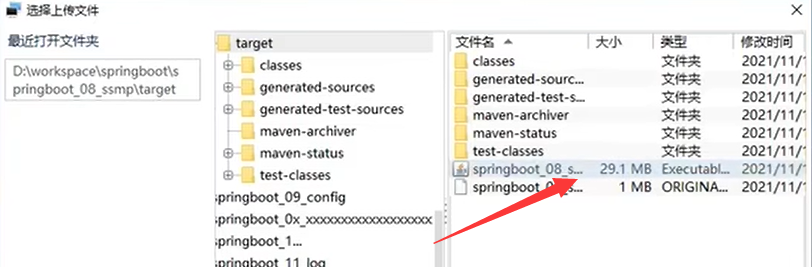 选择上传文件
最近打开文件夹
D:\workspace\springboot\s
pringboot_08_ssmp\target
target
classes
generated-sources
generated-test-sources
maven-archiver
maven-status
test-classes
springboot_09_config
springboot_0x_xxxxxxxxxxxxxxxxxx
springboot_1...
springboot_11_log
文件名 大小 类型 修改时间
classes 文件夹 2021/11/1
generated-sourc... 文件夹 2021/11/1
generated-test-s... 文件夹 2021/11/1
maven-archiver 文件夹 2021/11/1
maven-status 文件夹 2021/11/1
test-classes 文件夹 2021/11/1
springboot_08_s... 29.1 MB Executabl... 2021/11/1
springboot_0 s... 1 MB ORIGINA... 2021/11/1